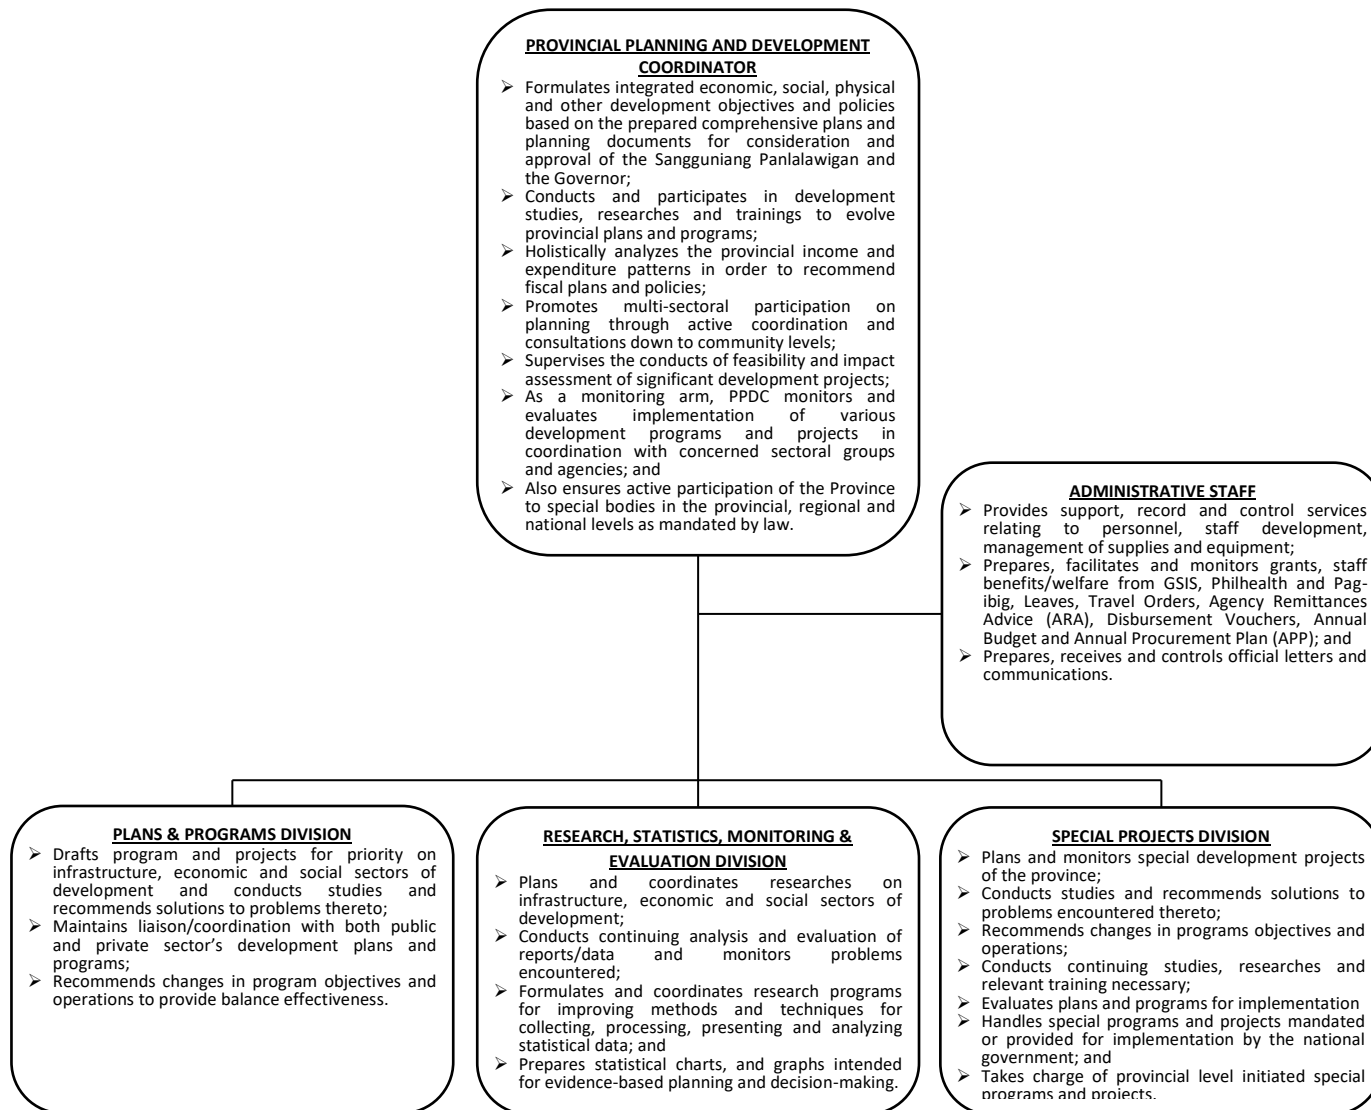 PROVINCIAL PLANNING AND DEVELOPMENT
COORDINATOR
➢ Formulates integrated economic, social, physical
and other development objectives and policies
based on the prepared comprehensive plans and
planning documents for consideration and
approval of the Sangguniang Panlalawigan and
the Governor;
➢ Conducts and participates in development
studies, researches and trainings to evolve
provincial plans and programs;
➢ Holistically analyzes the provincial income and
expenditure patterns in order to recommend
fiscal plans and policies;
➢ Promotes multi-sectoral participation on
planning through active coordination and
consultations down to community levels;
➢ Supervises the conducts of feasibility and impact
assessment of significant development projects;
➢ As a monitoring arm, PPDC monitors and
evaluates implementation of various
development programs and projects in
coordination with concerned sectoral groups
and agencies; and
➢ Also ensures active participation of the Province
to special bodies in the provincial, regional and
national levels as mandated by law.
ADMINISTRATIVE STAFF
➢ Provides support, record and control services
relating to personnel, staff development,
management of supplies and equipment;
➢ Prepares, facilitates and monitors grants, staff
benefits/welfare from GSIS, Philhealth and Pag-
ibig, Leaves, Travel Orders, Agency Remittances
Advice (ARA), Disbursement Vouchers, Annual
Budget and Annual Procurement Plan (APP); and
➢ Prepares, receives and controls official letters and
communications.
PLANS & PROGRAMS DIVISION
➢ Drafts program and projects for priority on
infrastructure, economic and social sectors of
development and conducts studies and
recommends solutions to problems thereto;
➢ Maintains liaison/coordination with both public
and private sector's development plans and
programs;
➢ Recommends changes in program objectives and
operations to provide balance effectiveness.
RESEARCH, STATISTICS, MONITORING &
EVALUATION DIVISION
➢ Plans and coordinates researches on
infrastructure, economic and social sectors of
development;
➢ Conducts continuing analysis and evaluation of
reports/data and monitors problems
encountered;
➢ Formulates and coordinates research programs
for improving methods and techniques for
collecting, processing, presenting and analyzing
statistical data; and
➢ Prepares statistical charts, and graphs intended
for evidence-based planning and decision-making.
SPECIAL PROJECTS DIVISION
➢ Plans and monitors special development projects
of the province;
➢ Conducts studies and recommends solutions to
problems encountered thereto;
➢ Recommends changes in programs objectives and
operations;
➢ Conducts continuing studies, researches and
relevant training necessary;
➢ Evaluates plans and programs for implementation
➢ Handles special programs and projects mandated
or provided for implementation by the national
government; and
➢ Takes charge of provincial level initiated special
programs and projects.